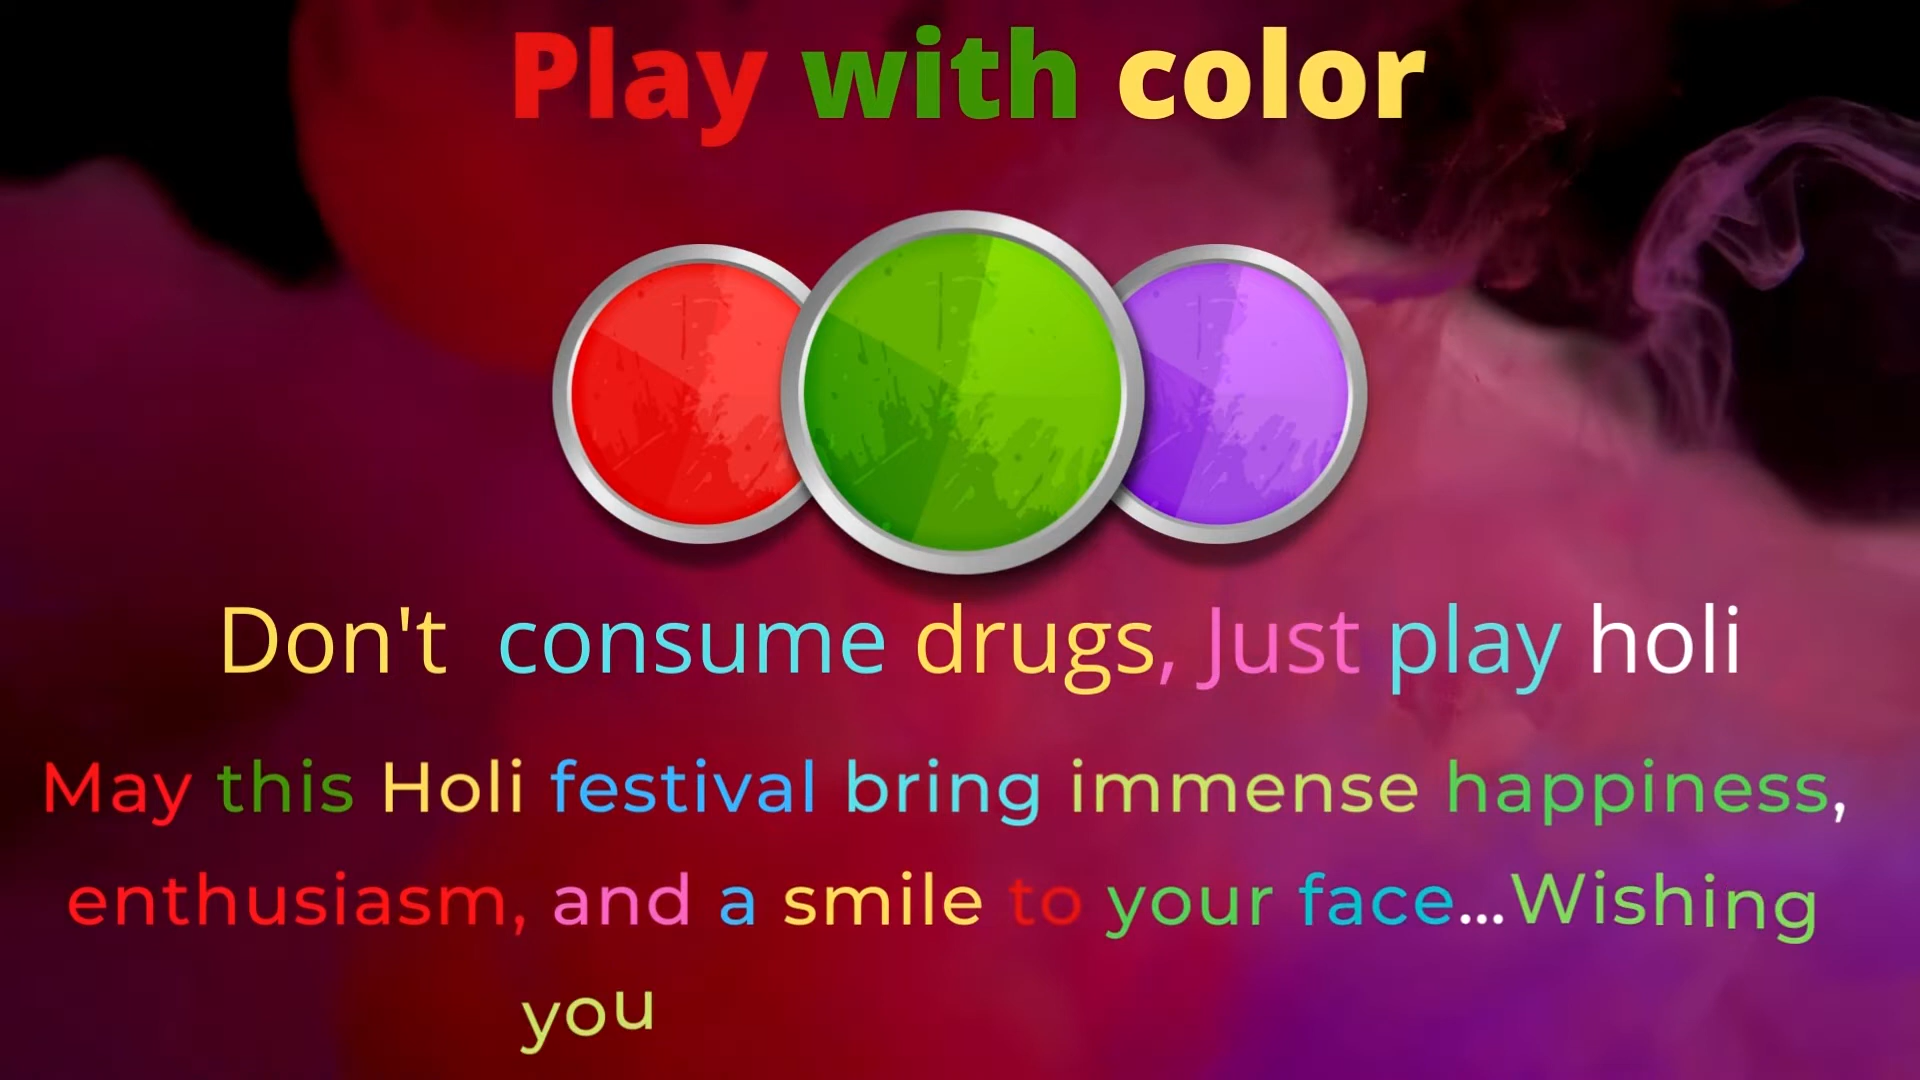 Play with color
Don't consume drugs, Just play holi
May this Holi festival bring immense happiness,
enthusiasm, and a smile to your face...Wishing
you